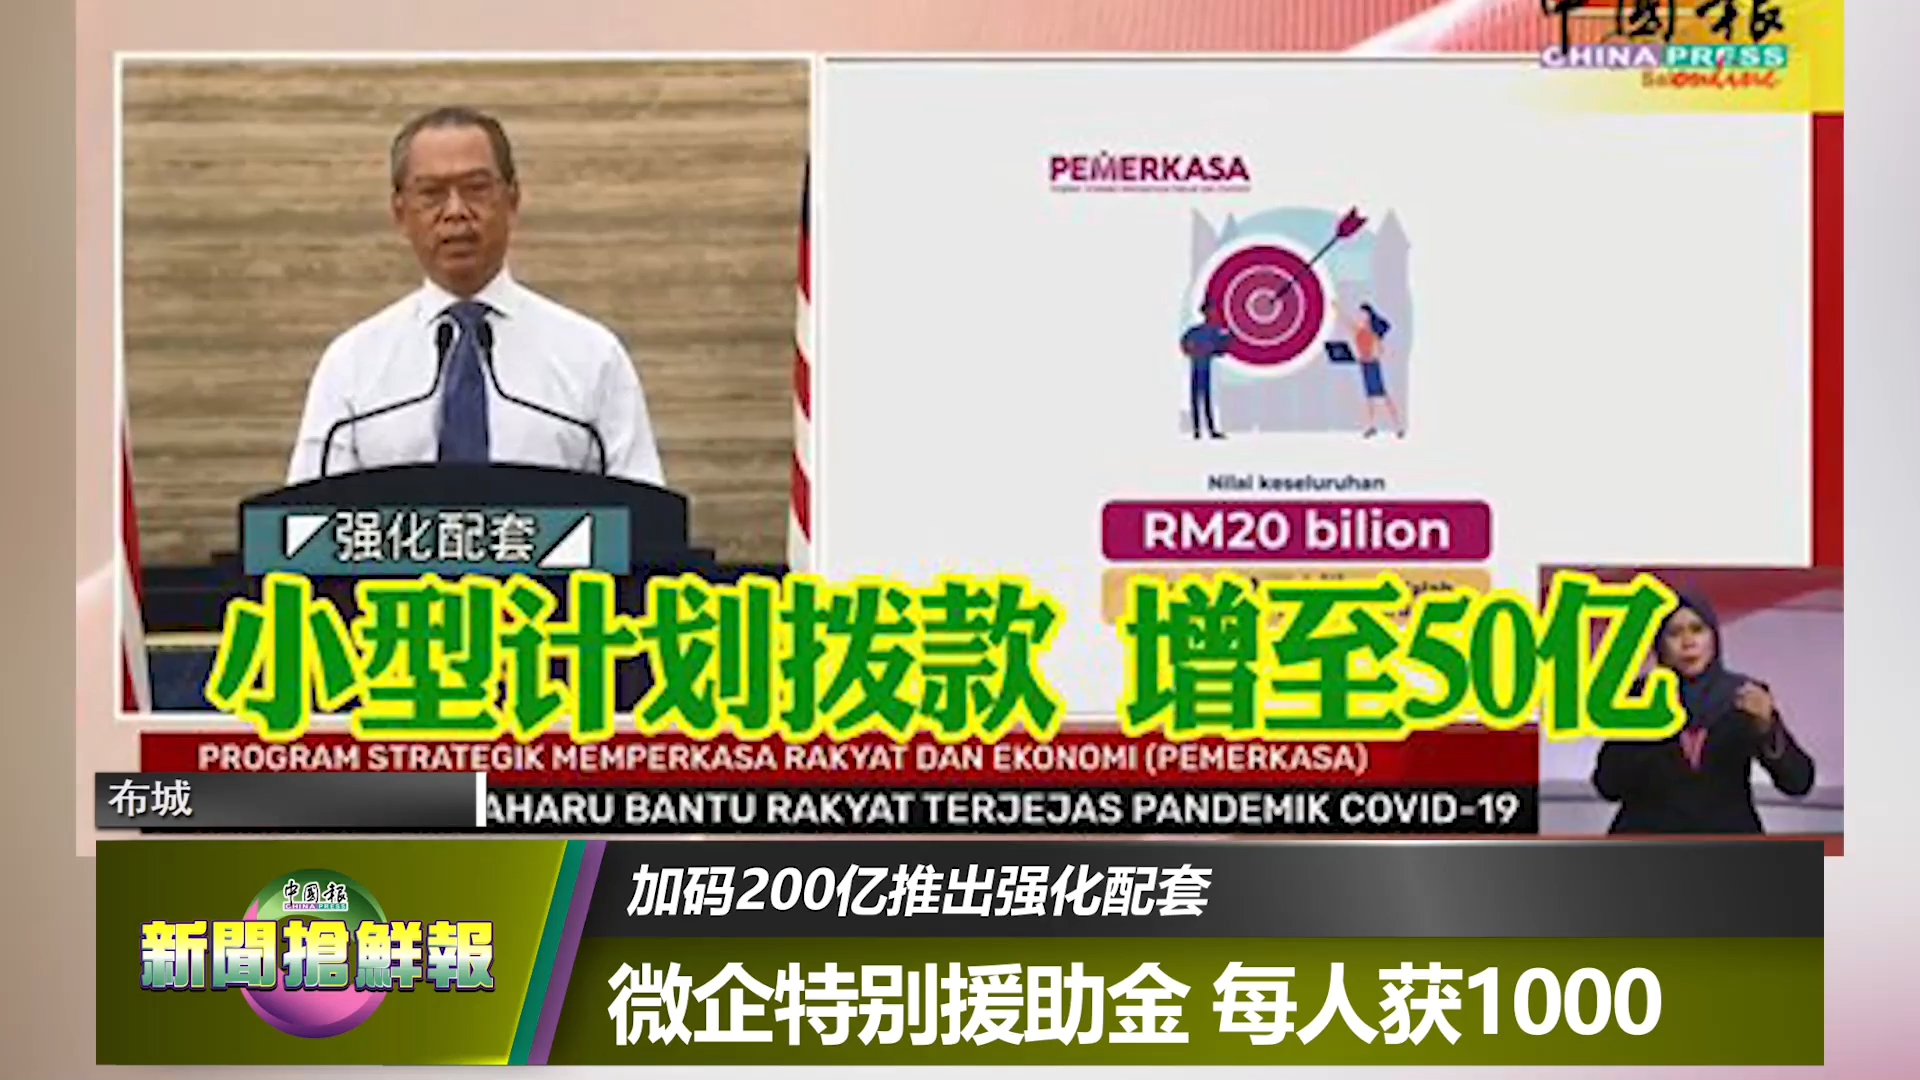 中國報
CHINA PRESS
online
PEMERKASA
Nilai keseluruhan
RM20 bilion
强化配套
小型计划拨款 增至50亿
PROGRAM STRATEGIK MEMPERKASA RAKYAT DAN EKONOMI (PEMERKASA)
布城
AHARU BANTU RAKYAT TERJEJAS PANDEMIK COVID-19
中國報
CHINA PRESS
新聞搶鮮報
加码200亿推出强化配套
微企特别援助金 每人获1000